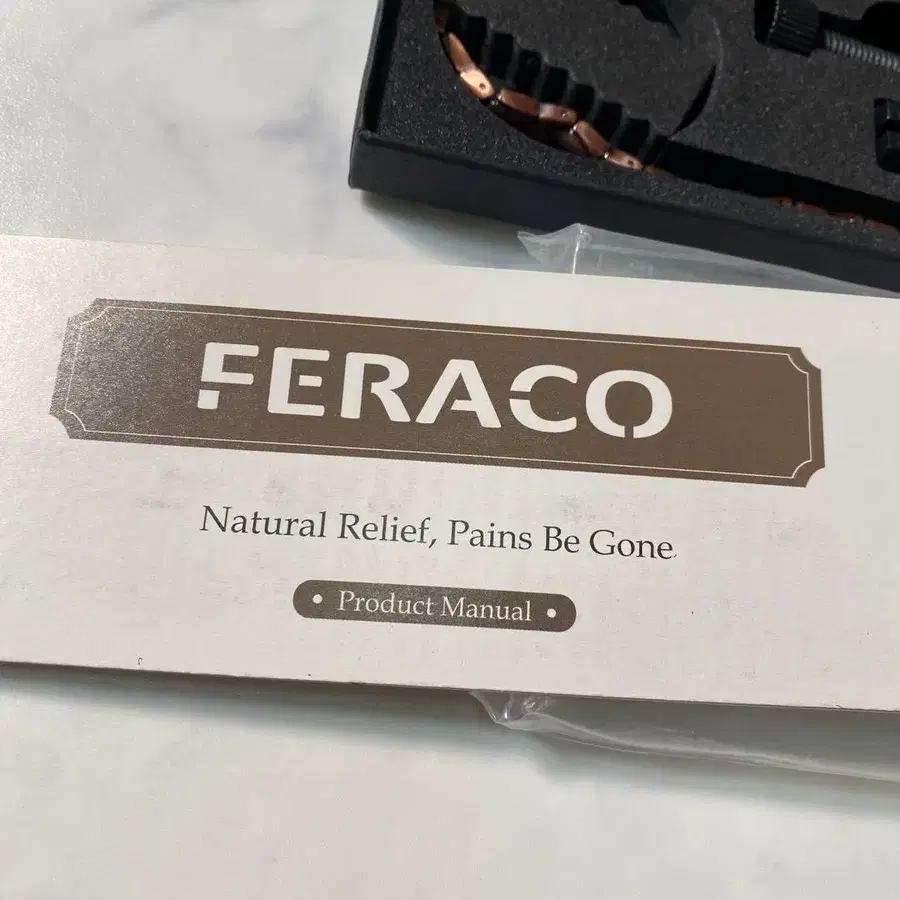 FERACO
Natural Relief, Pains Be Gone.
• Product Manual •